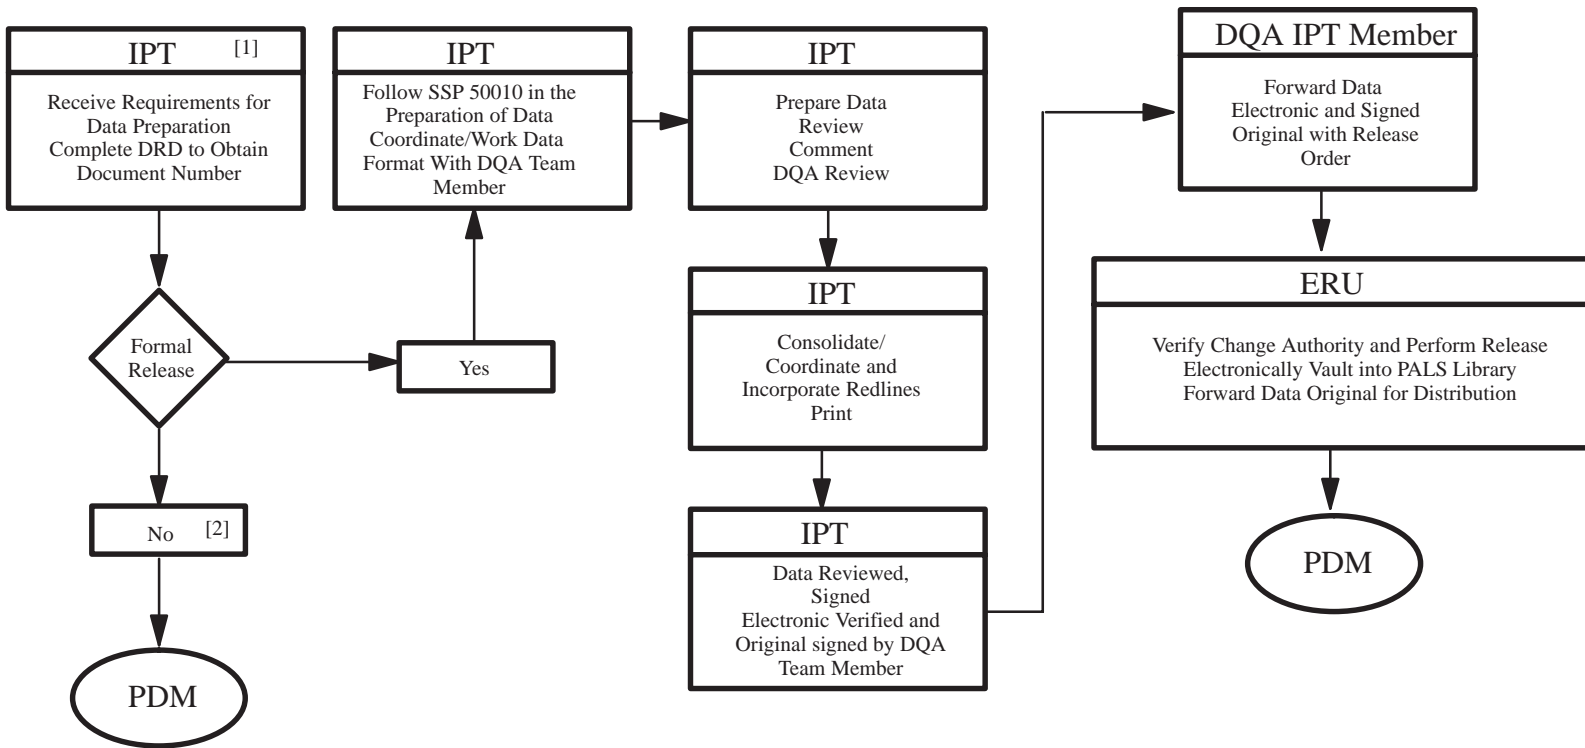 IPT [1]
Receive Requirements for
Data Preparation
Complete DRD to Obtain
Document Number
Formal
Release
Yes
No [2]
PDM
IPT
Follow SSP 50010 in the
Preparation of Data
Coordinate/Work Data
Format With DQA Team
Member
IPT
Prepare Data
Review
Comment
DQA Review
IPT
Consolidate/
Coordinate and
Incorporate Redlines
Print
IPT
Data Reviewed,
Signed
Electronic Verified and
Original signed by DQA
Team Member
DQA IPT Member
Forward Data
Electronic and Signed
Original with Release
Order
ERU
Verify Change Authority and Perform Release
Electronically Vault into PALS Library
Forward Data Original for Distribution
PDM